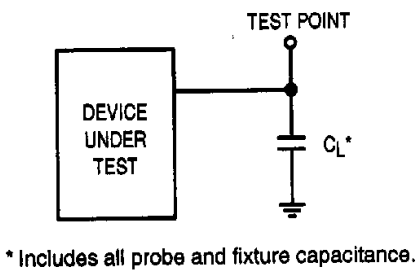 TEST POINT
DEVICE
UNDER
TEST
CL*
* Includes all probe and fixture capacitance.